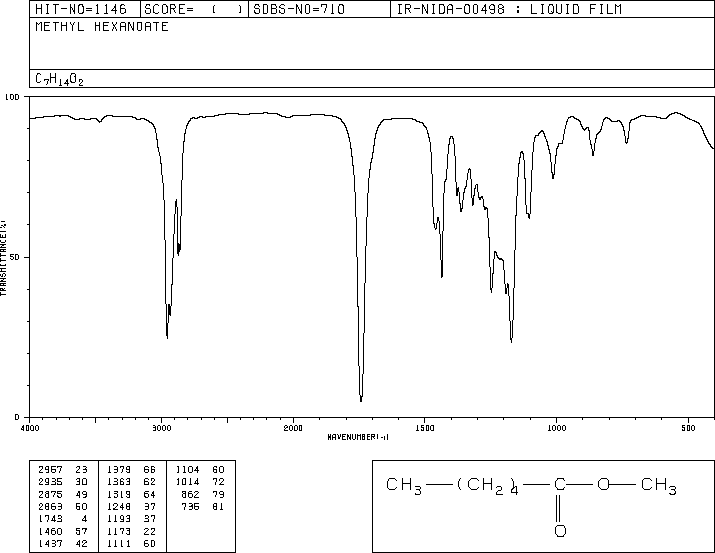 HIT-NO=1146 SCORE= ( ) SDBS-NO=710 IR-NIDA-00498 : LIQUID FILM
METHYL HEXANOATE
C7H14O2
100
50
0
TRANSMITTANCE(%)
4000 3000 2000 1500 1000 500
WAVENUMBER(-1)
2957 23 1379 66 1104 60
2935 30 1363 62 1014 72
2875 49 1319 64 862 79
2863 50 1248 37 736 81
1743 4 1193 37
1460 57 1173 22
1437 42 1111 60
CH3—(CH2)4—C—O—CH3
O